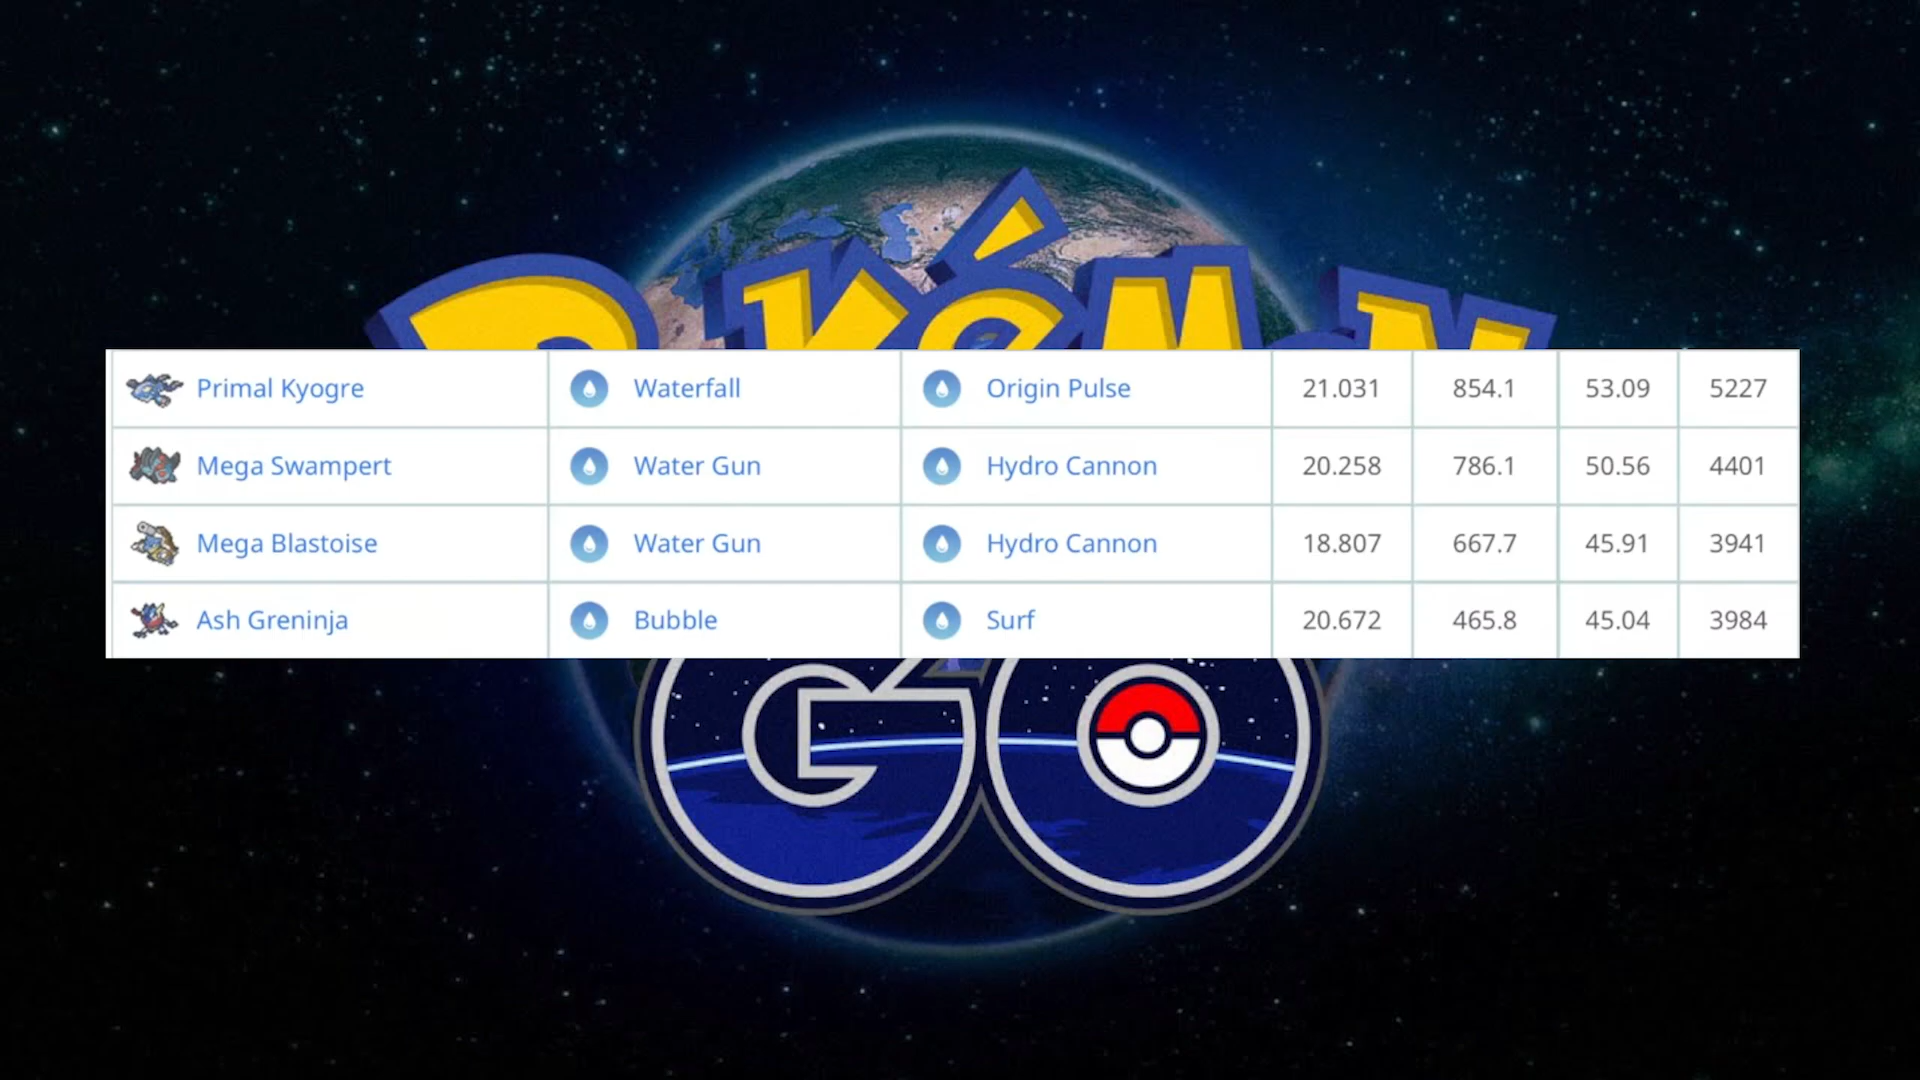 POKéMON
Primal Kyogre Waterfall Origin Pulse 21.031 854.1 53.09 5227
Mega Swampert Water Gun Hydro Cannon 20.258 786.1 50.56 4401
Mega Blastoise Water Gun Hydro Cannon 18.807 667.7 45.91 3941
Ash Greninja Bubble Surf 20.672 465.8 45.04 3984
GO